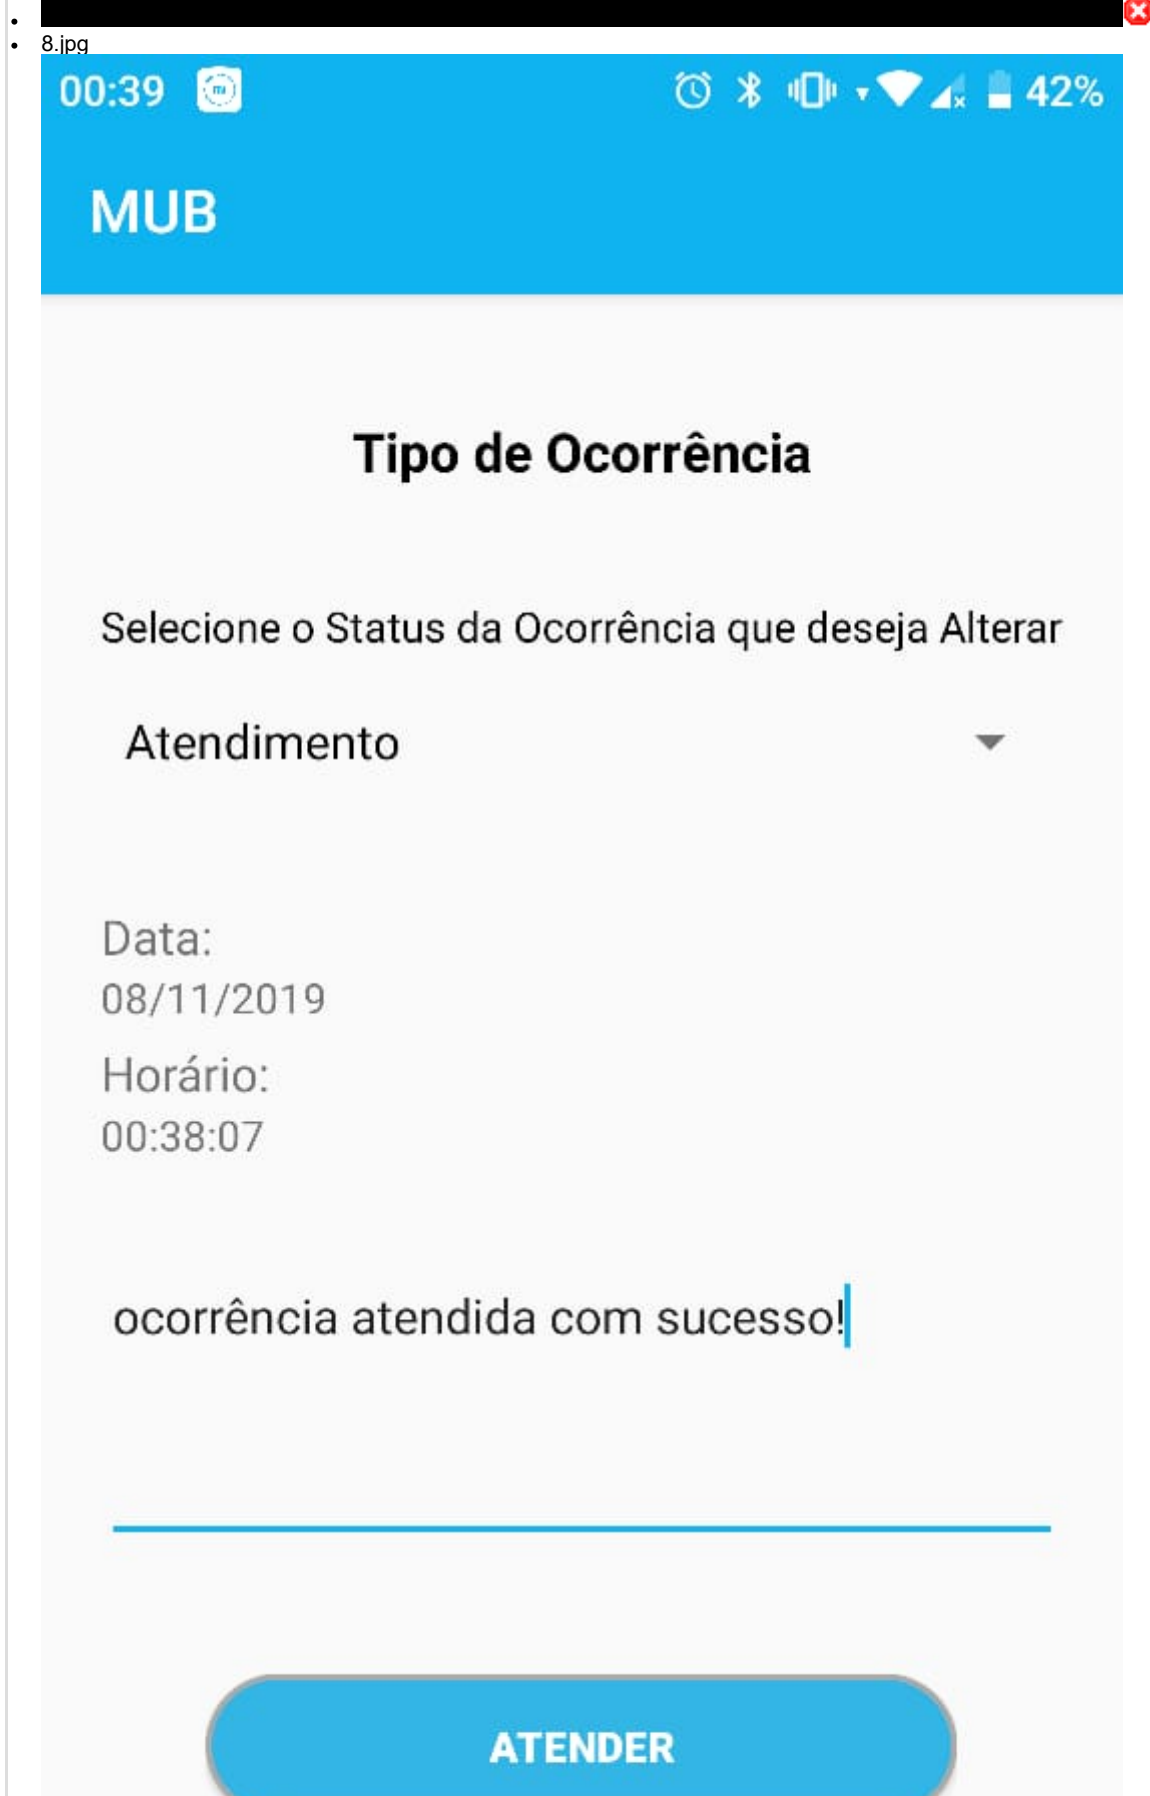 8.jpg
00:39 42%
MUB
Tipo de Ocorrência
Selecione o Status da Ocorrência que deseja Alterar
Atendimento
Data:
08/11/2019
Horário:
00:38:07
ocorrência atendida com sucesso!
ATENDER